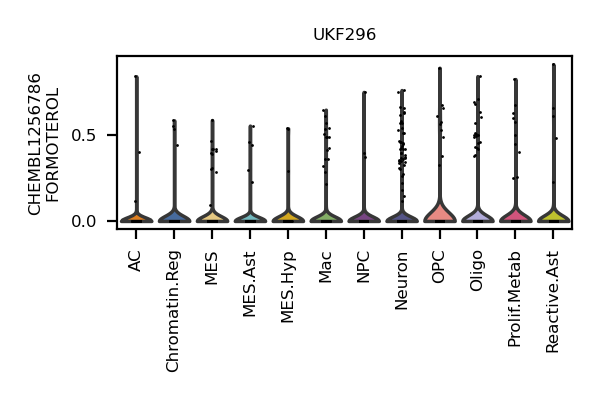 UKF296
CHEMBL1256786
FORMOTEROL
0.5
0.0
AC
Chromatin.Reg
MES
MES.Ast
MES.Hyp
Mac
NPC
Neuron
OPC
Oligo
Prolif.Metab
Reactive.Ast